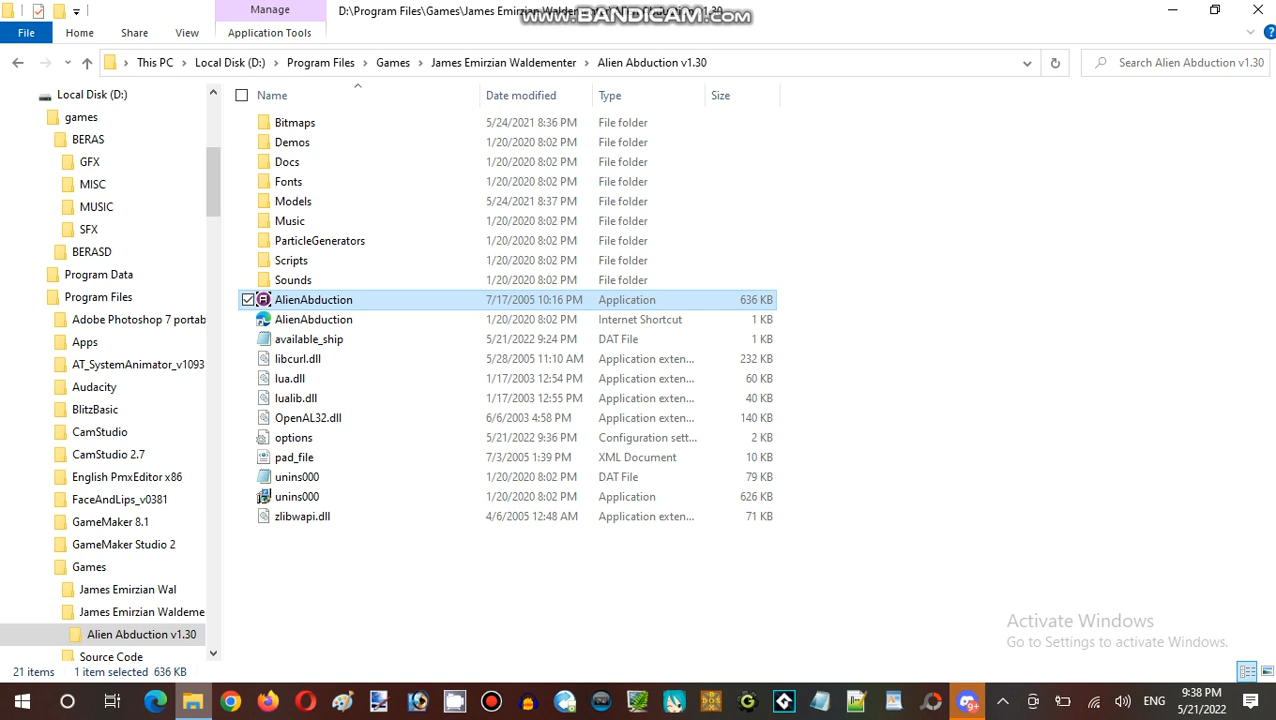 Manage
D:\Program Files\Games\James Emirzian Waldementer
www.BANDICAM.com
File
Home
Share
View
Application Tools
This PC
Local Disk (D:)
Program Files
Games
James Emirzian Waldementer
Alien Abduction v1.30
Search Alien Abduction v1.30
Local Disk (D:)
games
BERAS
GFX
MISC
MUSIC
SFX
BERASD
Program Data
Program Files
Adobe Photoshop 7 portab
Apps
AT_SystemAnimator_v1093
Audacity
BlitzBasic
CamStudio
CamStudio 2.7
English PmxEditor x86
FaceAndLips_v0381
GameMaker 8.1
GameMaker Studio 2
Games
James Emirzian Wal
James Emirzian Waldeme
Alien Abduction v1.30
Source Code
Name Date modified Type Size
Bitmaps 5/24/2021 8:36 PM File folder
Demos 1/20/2020 8:02 PM File folder
Docs 1/20/2020 8:02 PM File folder
Fonts 1/20/2020 8:02 PM File folder
Models 5/24/2021 8:37 PM File folder
Music 1/20/2020 8:02 PM File folder
ParticleGenerators 1/20/2020 8:02 PM File folder
Scripts 1/20/2020 8:02 PM File folder
Sounds 1/20/2020 8:02 PM File folder
AlienAbduction 7/17/2005 10:16 PM Application 636 KB
AlienAbduction 1/20/2020 8:02 PM Internet Shortcut 1 KB
available_ship 5/21/2022 9:24 PM DAT File 1 KB
libcurl.dll 5/28/2005 11:10 AM Application exten... 232 KB
lua.dll 1/17/2003 12:54 PM Application exten... 60 KB
lualib.dll 1/17/2003 12:55 PM Application exten... 40 KB
OpenAL32.dll 6/6/2003 4:58 PM Application exten... 140 KB
options 5/21/2022 9:36 PM Configuration sett... 2 KB
pad_file 7/3/2005 1:39 PM XML Document 10 KB
unins000 1/20/2020 8:02 PM DAT File 79 KB
unins000 1/20/2020 8:02 PM Application 626 KB
zlibwapi.dll 4/6/2005 12:48 AM Application exten... 71 KB
Activate Windows
Go to Settings to activate Windows.
21 items 1 item selected 636 KB
9+
ENG
9:38 PM
5/21/2022